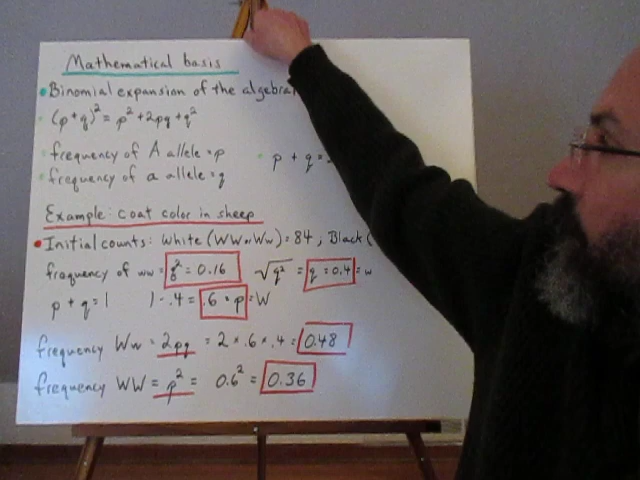 Mathematical basis
Binomial expansion of the
(p+q)² = p² + 2pq + q²
frequency of A allele = p p + q =
frequency of a allele = q
Example: coat color in sheep
Initial counts: White (WW or Ww) = 84, Black (
frequency of ww = q² = 0.16 √q² = q = 0.4 = w
p + q = 1 1 - .4 = .6 = p = W
frequency Ww = 2pq = 2 × .6 × .4 = 0.48
frequency WW = p² = 0.6² = 0.36